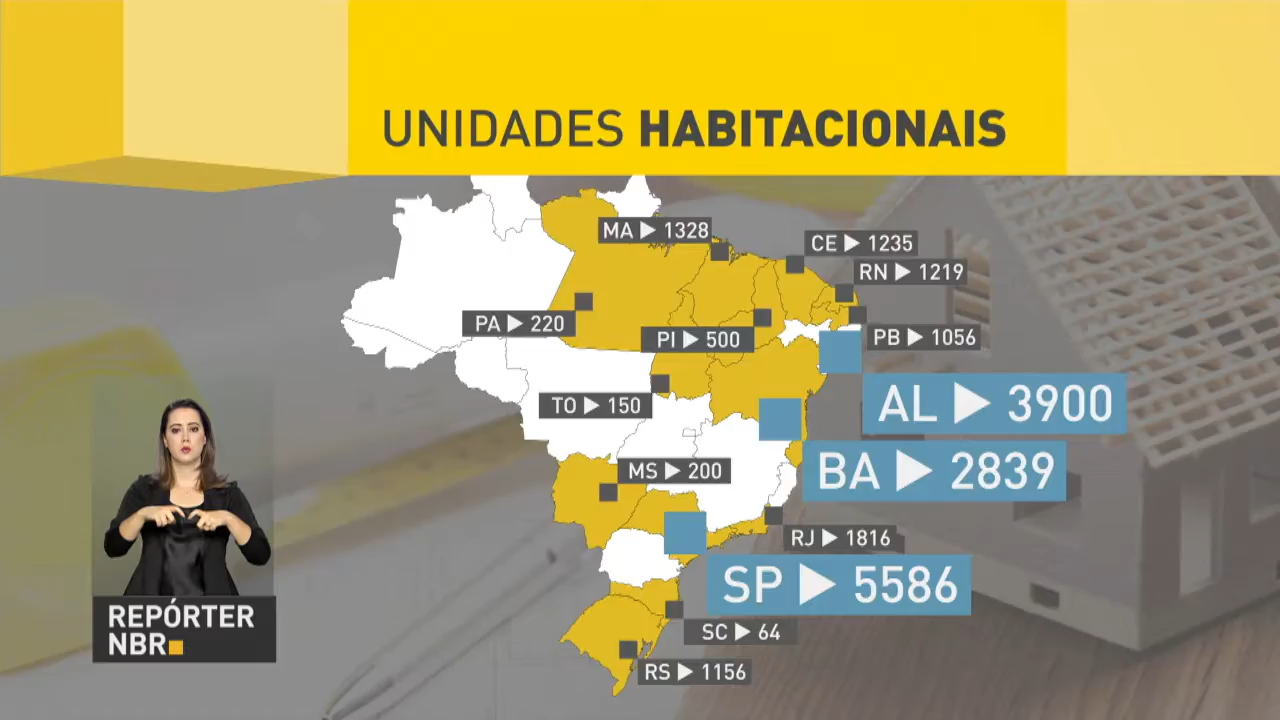 UNIDADES HABITACIONAIS
MA ▶ 1328
CE ▶ 1235
RN ▶ 1219
PA ▶ 220
PI ▶ 500
PB ▶ 1056
TO ▶ 150
AL ▶ 3900
MS ▶ 200
BA ▶ 2839
RJ ▶ 1816
SP ▶ 5586
SC ▶ 64
RS ▶ 1156
REPÓRTER
NBR